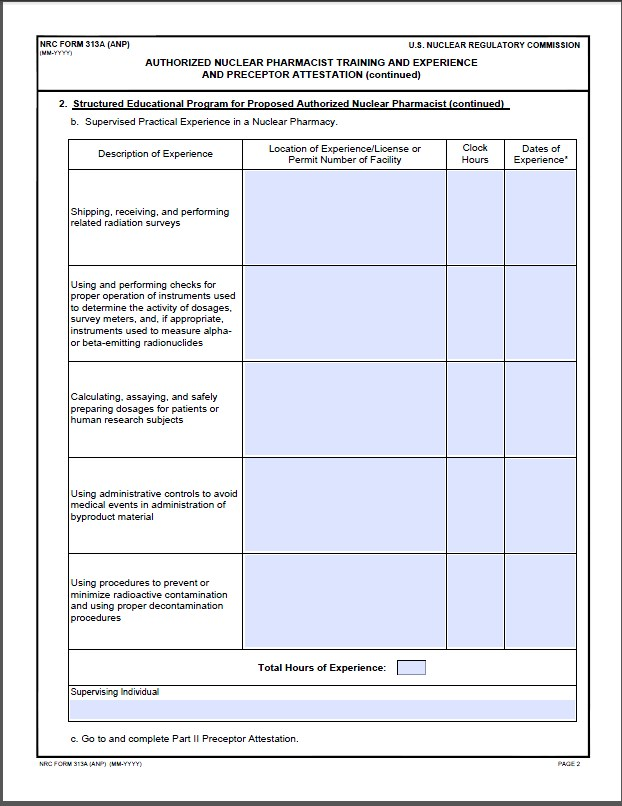 NRC FORM 313A (ANP)
U.S. NUCLEAR REGULATORY COMMISSION
(MM-YYYY)
AUTHORIZED NUCLEAR PHARMACIST TRAINING AND EXPERIENCE
AND PRECEPTOR ATTESTATION (continued)
2. Structured Educational Program for Proposed Authorized Nuclear Pharmacist (continued)
b. Supervised Practical Experience in a Nuclear Pharmacy.
Description of Experience
Location of Experience/License or
Permit Number of Facility
Clock
Hours
Dates of
Experience*
Shipping, receiving, and performing
related radiation surveys
Using and performing checks for
proper operation of instruments used
to determine the activity of dosages,
survey meters, and, if appropriate,
instruments used to measure alpha-
or beta-emitting radionuclides
Calculating, assaying, and safely
preparing dosages for patients or
human research subjects
Using administrative controls to avoid
medical events in administration of
byproduct material
Using procedures to prevent or
minimize radioactive contamination
and using proper decontamination
procedures
Total Hours of Experience:
Supervising Individual
c. Go to and complete Part II Preceptor Attestation.
NRC FORM 313A (ANP) (MM-YYYY)
PAGE 2